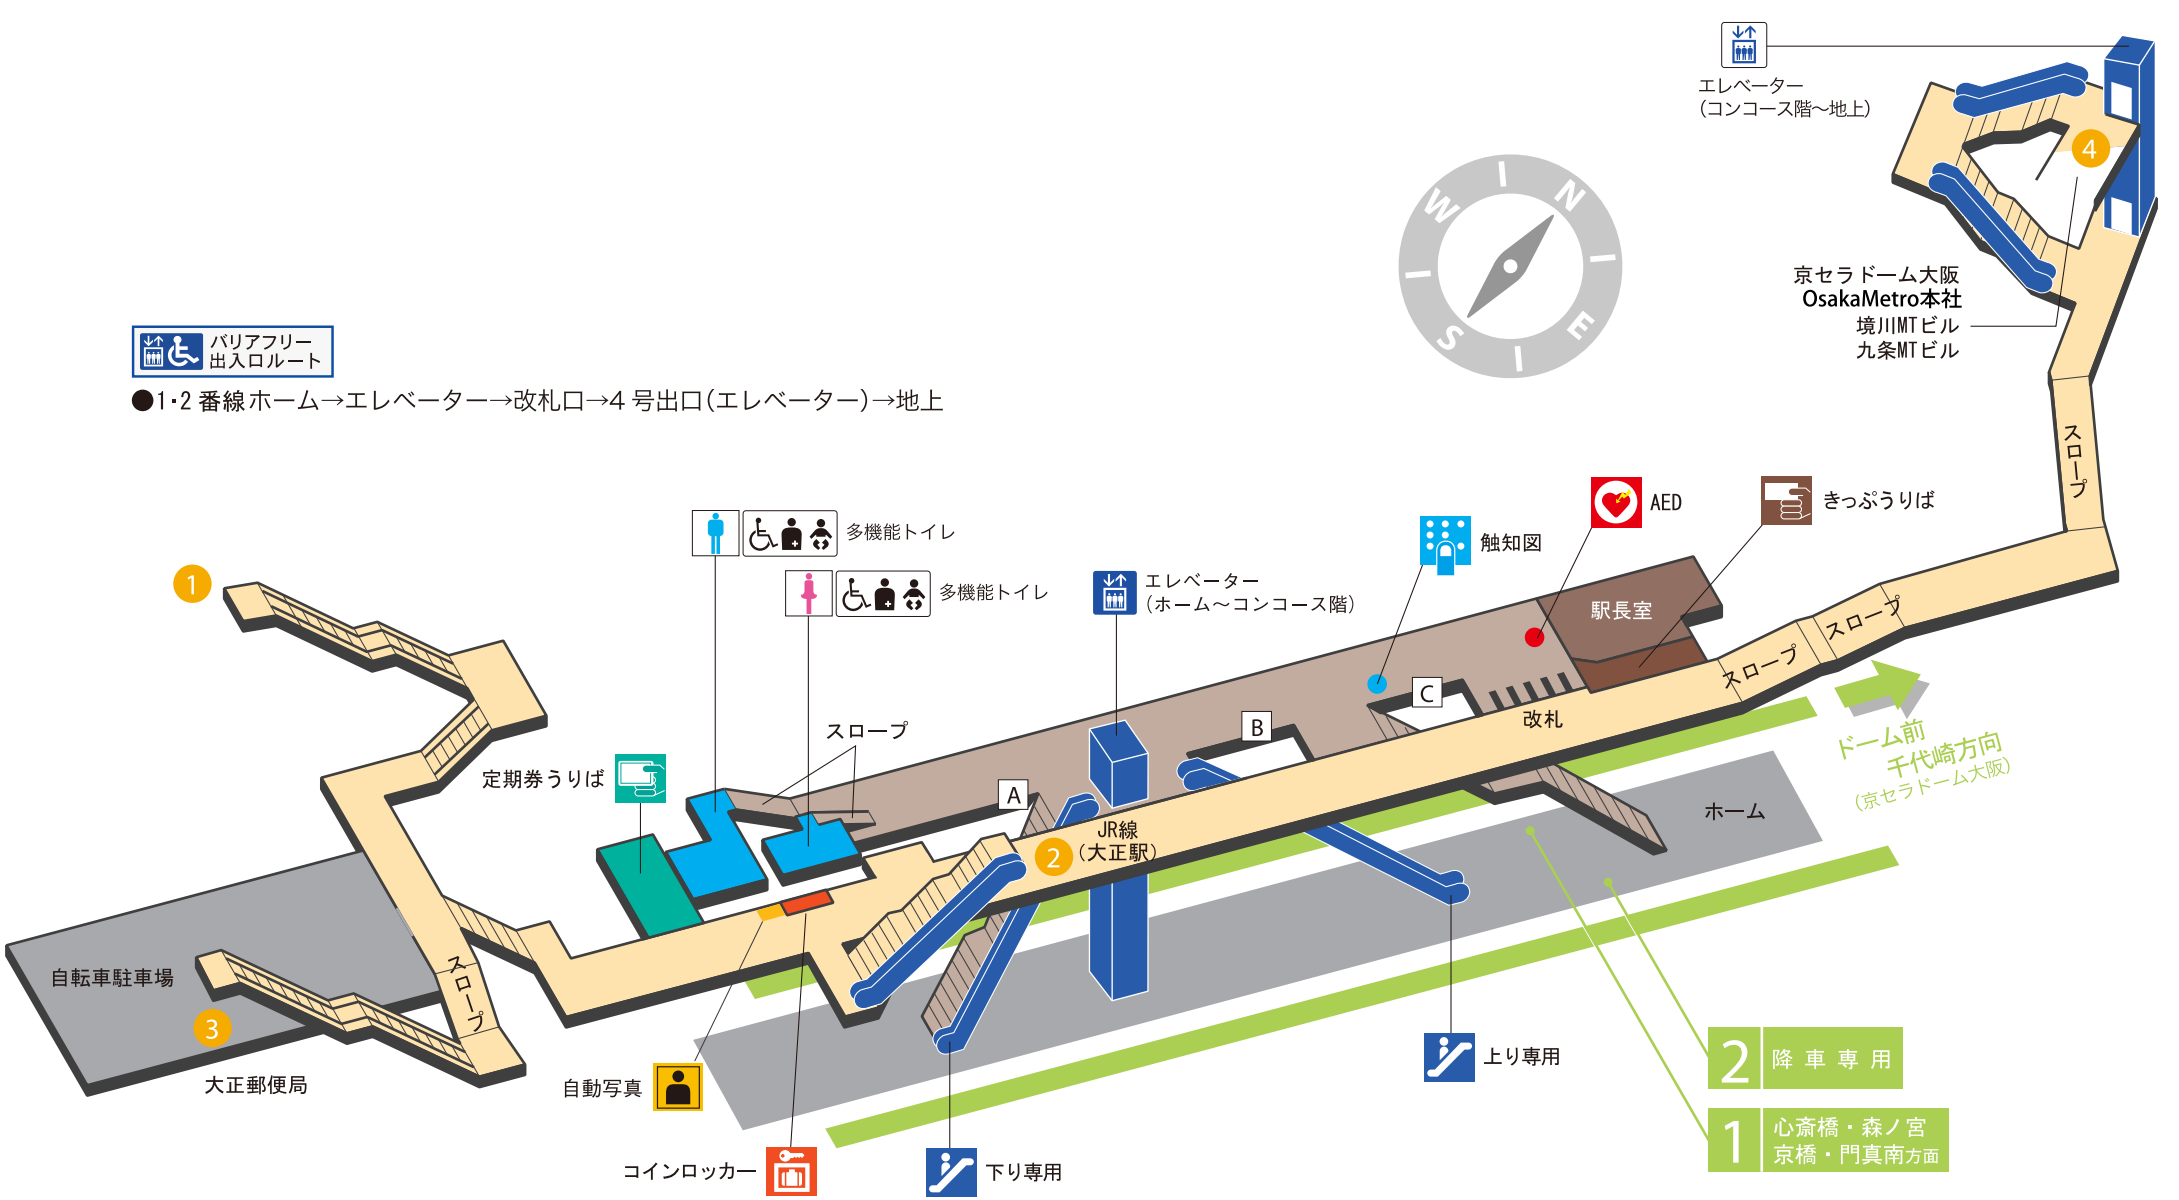 エレベーター
（コンコース階～地上）
4
N
W
E
S
京セラドーム大阪
OsakaMetro本社
境川MTビル
九条MTビル
バリアフリー
出入口ルート
●1・2 番線ホーム→エレベーター→改札口→4 号出口（エレベーター）→地上
スロープ
AED
きっぷうりば
触知図
多機能トイレ
多機能トイレ
エレベーター
（ホーム～コンコース階）
1
駅長室
スロープ
スロープ
C
改札
B
スロープ
定期券うりば
A
ドーム前
千代崎方向
（京セラドーム大阪）
ホーム
JR線
（大正駅）
2
自転車駐車場
スロープ
3
大正郵便局
自動写真
上り専用
コインロッカー
下り専用
2 降車専用
1 心斎橋・森ノ宮
京橋・門真南方面